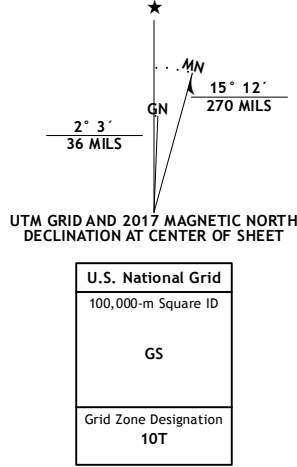 MN
GN
15° 12´
270 MILS
2° 3´
36 MILS
UTM GRID AND 2017 MAGNETIC NORTH
DECLINATION AT CENTER OF SHEET
U.S. National Grid
100,000-m Square ID
GS
Grid Zone Designation
10T